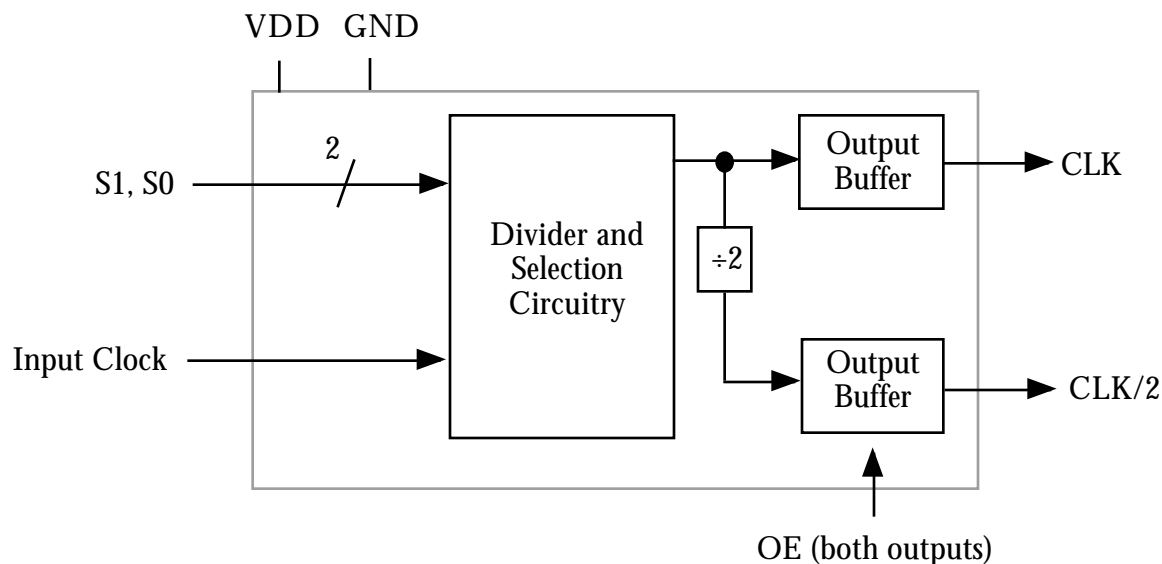 VDD GND
2
S1, S0
Output
Buffer
CLK
Divider and
Selection
Circuitry
÷2
Input Clock
Output
Buffer
CLK/2
OE (both outputs)